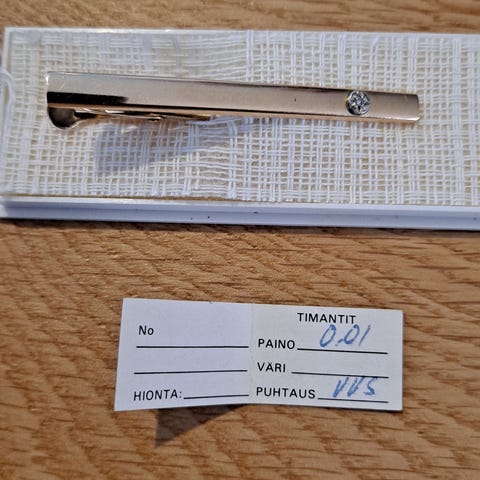 TIMANTIT
No
PAINO 0.01
VÄRI
HIONTA: PUHTAUS VVS